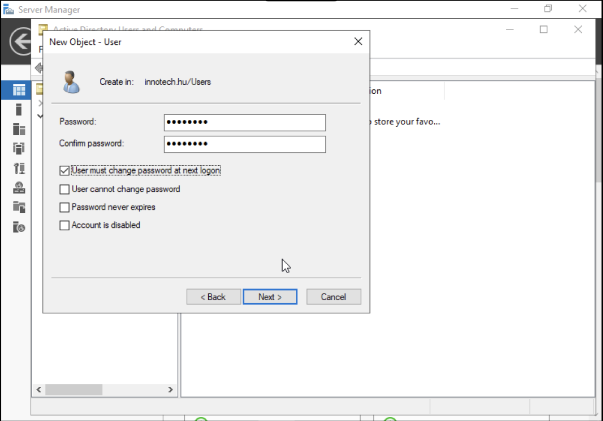 Server Manager
Active Directory Users and Computers
New Object - User
Create in: innotech.hu/Users
Password: ••••••••
Confirm password: ••••••••
User must change password at next logon
User cannot change password
Password never expires
Account is disabled
< Back Next > Cancel
ion
store your favo...